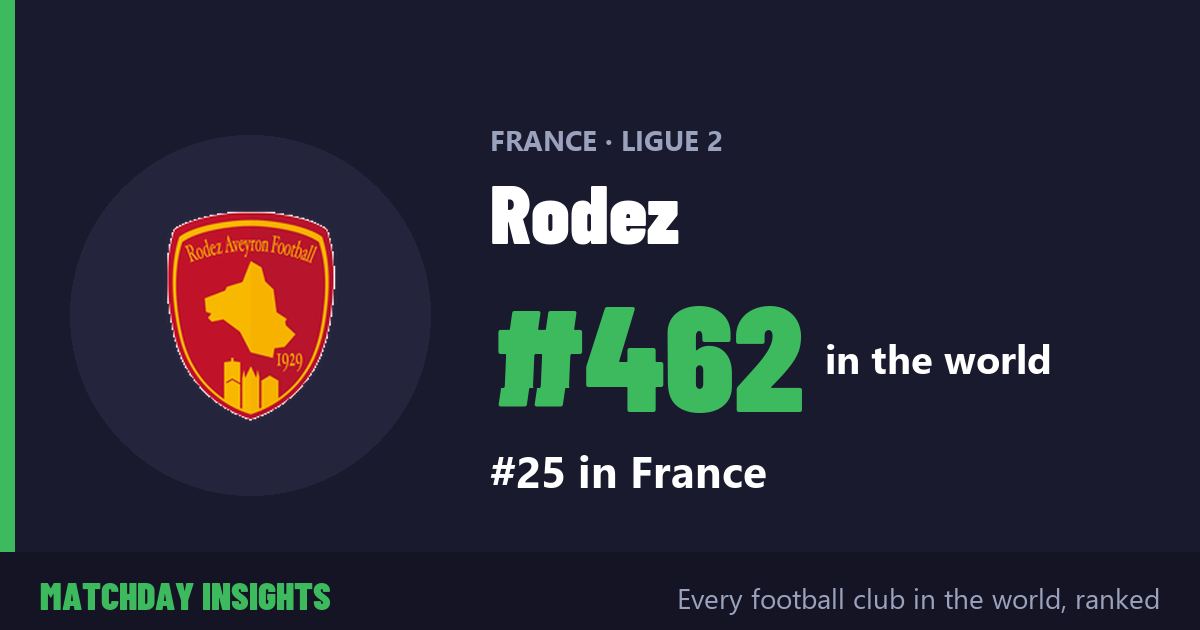 FRANCE · LIGUE 2
Rodez
Rodez Aveyron Football
1929
#462 in the world
#25 in France
MATCHDAY INSIGHTS
Every football club in the world, ranked